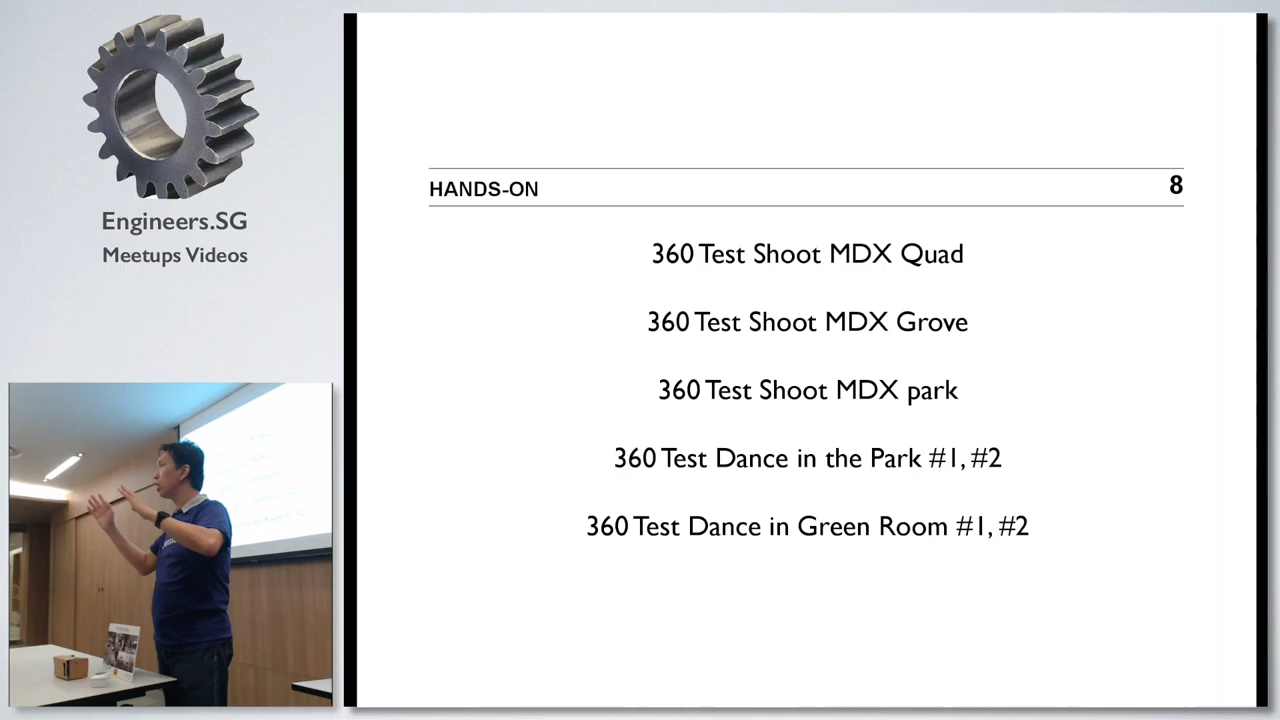 Engineers.SG
Meetups Videos
HANDS-ON 8
360 Test Shoot MDX Quad
360 Test Shoot MDX Grove
360 Test Shoot MDX park
360 Test Dance in the Park #1, #2
360 Test Dance in Green Room #1, #2